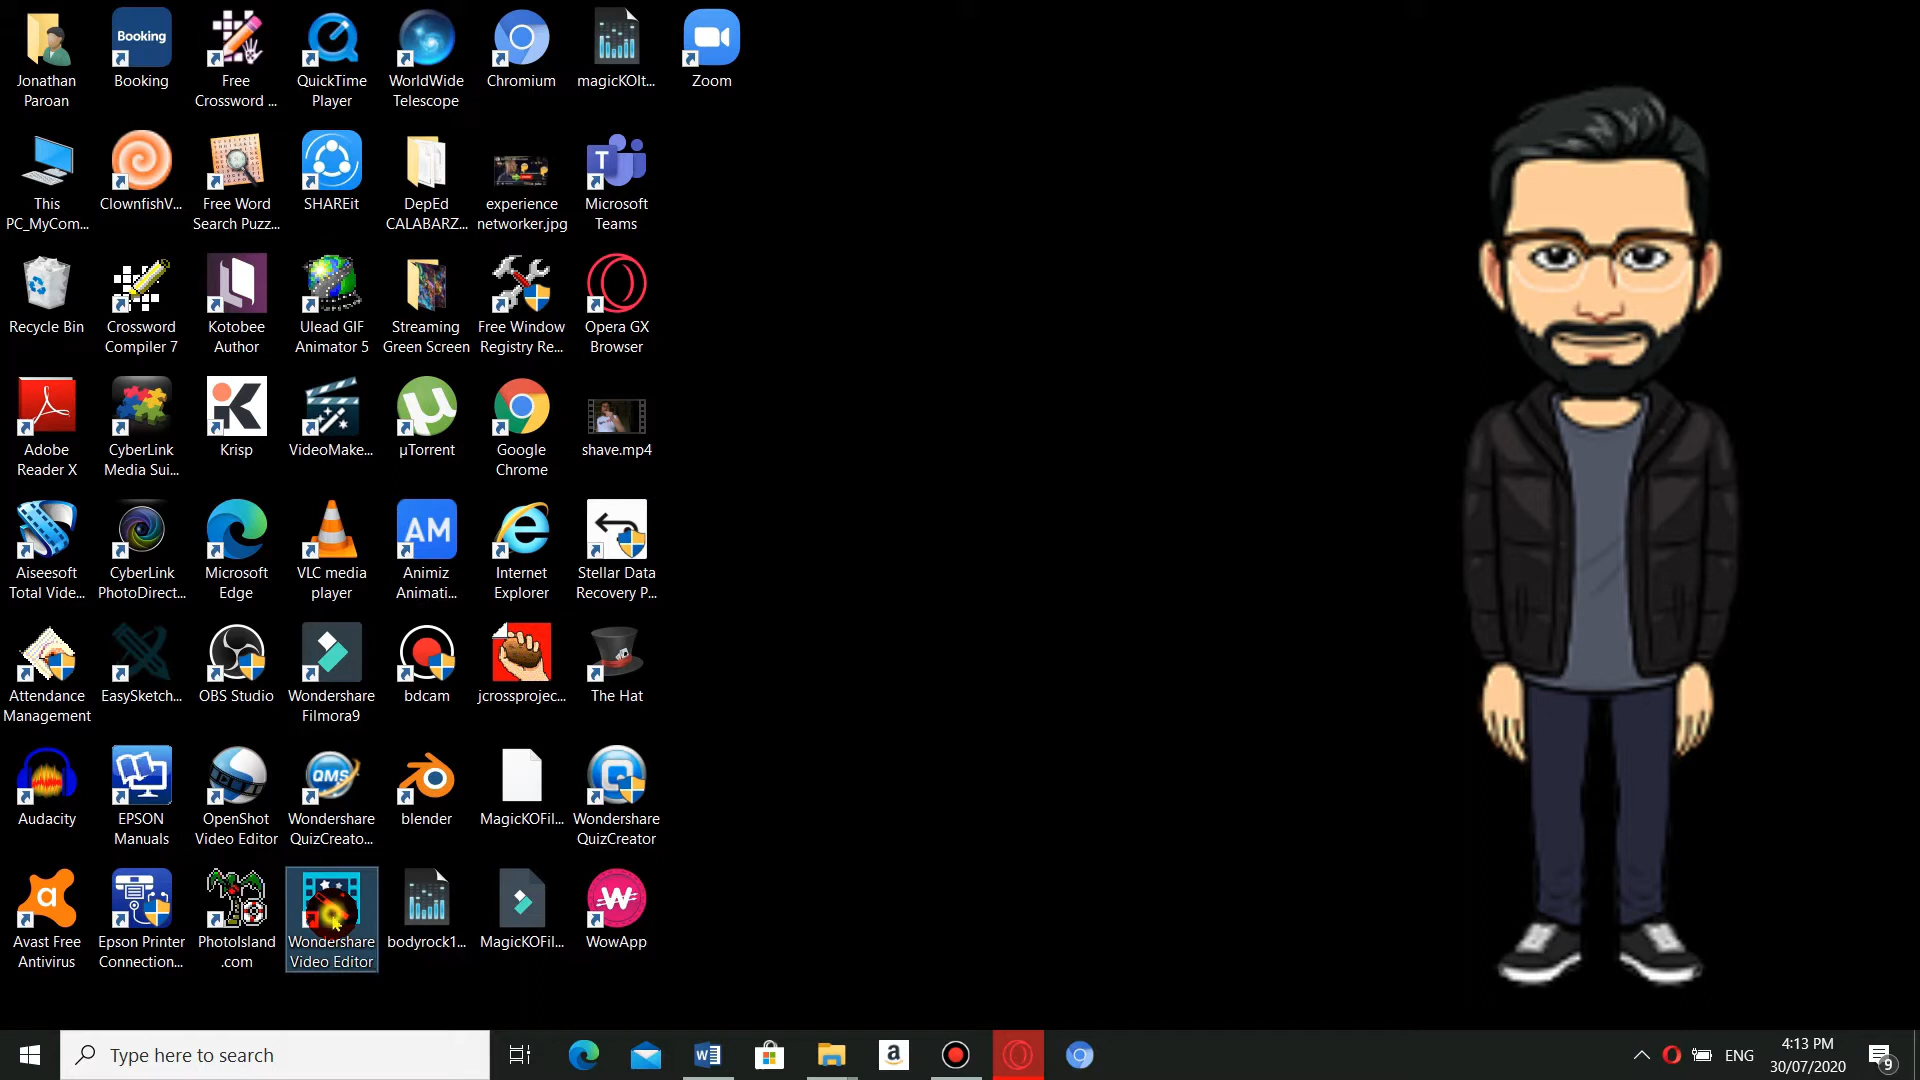 Jonathan
Paroan
Booking
Booking
Free
Crossword ...
QuickTime
Player
WorldWide
Telescope
Chromium
magicKOIt...
Zoom
This
PC_MyCom...
ClownfishV...
Free Word
Search Puzz...
SHAREit
DepEd
CALABARZ...
experience
networker.jpg
T
Microsoft
Teams
Recycle Bin
Crossword
Compiler 7
Kotobee
Author
Ulead GIF
Animator 5
Streaming
Green Screen
Free Window
Registry Re...
Opera GX
Browser
Adobe
Reader X
CyberLink
Media Sui...
Krisp
VideoMake...
µTorrent
Google
Chrome
shave.mp4
Aiseesoft
Total Vide...
CyberLink
PhotoDirect...
Microsoft
Edge
VLC media
player
AM
Animiz
Animati...
Internet
Explorer
Stellar Data
Recovery P...
Attendance
Management
EasySketch...
OBS Studio
Wondershare
Filmora9
bdcam
jcrossprojec...
The Hat
Audacity
EPSON
Manuals
OpenShot
Video Editor
QMS
Wondershare
QuizCreato...
blender
MagicKOFil...
Wondershare
QuizCreator
Avast Free
Antivirus
Epson Printer
Connection...
PhotoIsland
.com
Wondershare
Video Editor
bodyrock1...
MagicKOFil...
WowApp
Type here to search
ENG
4:13 PM
30/07/2020
9